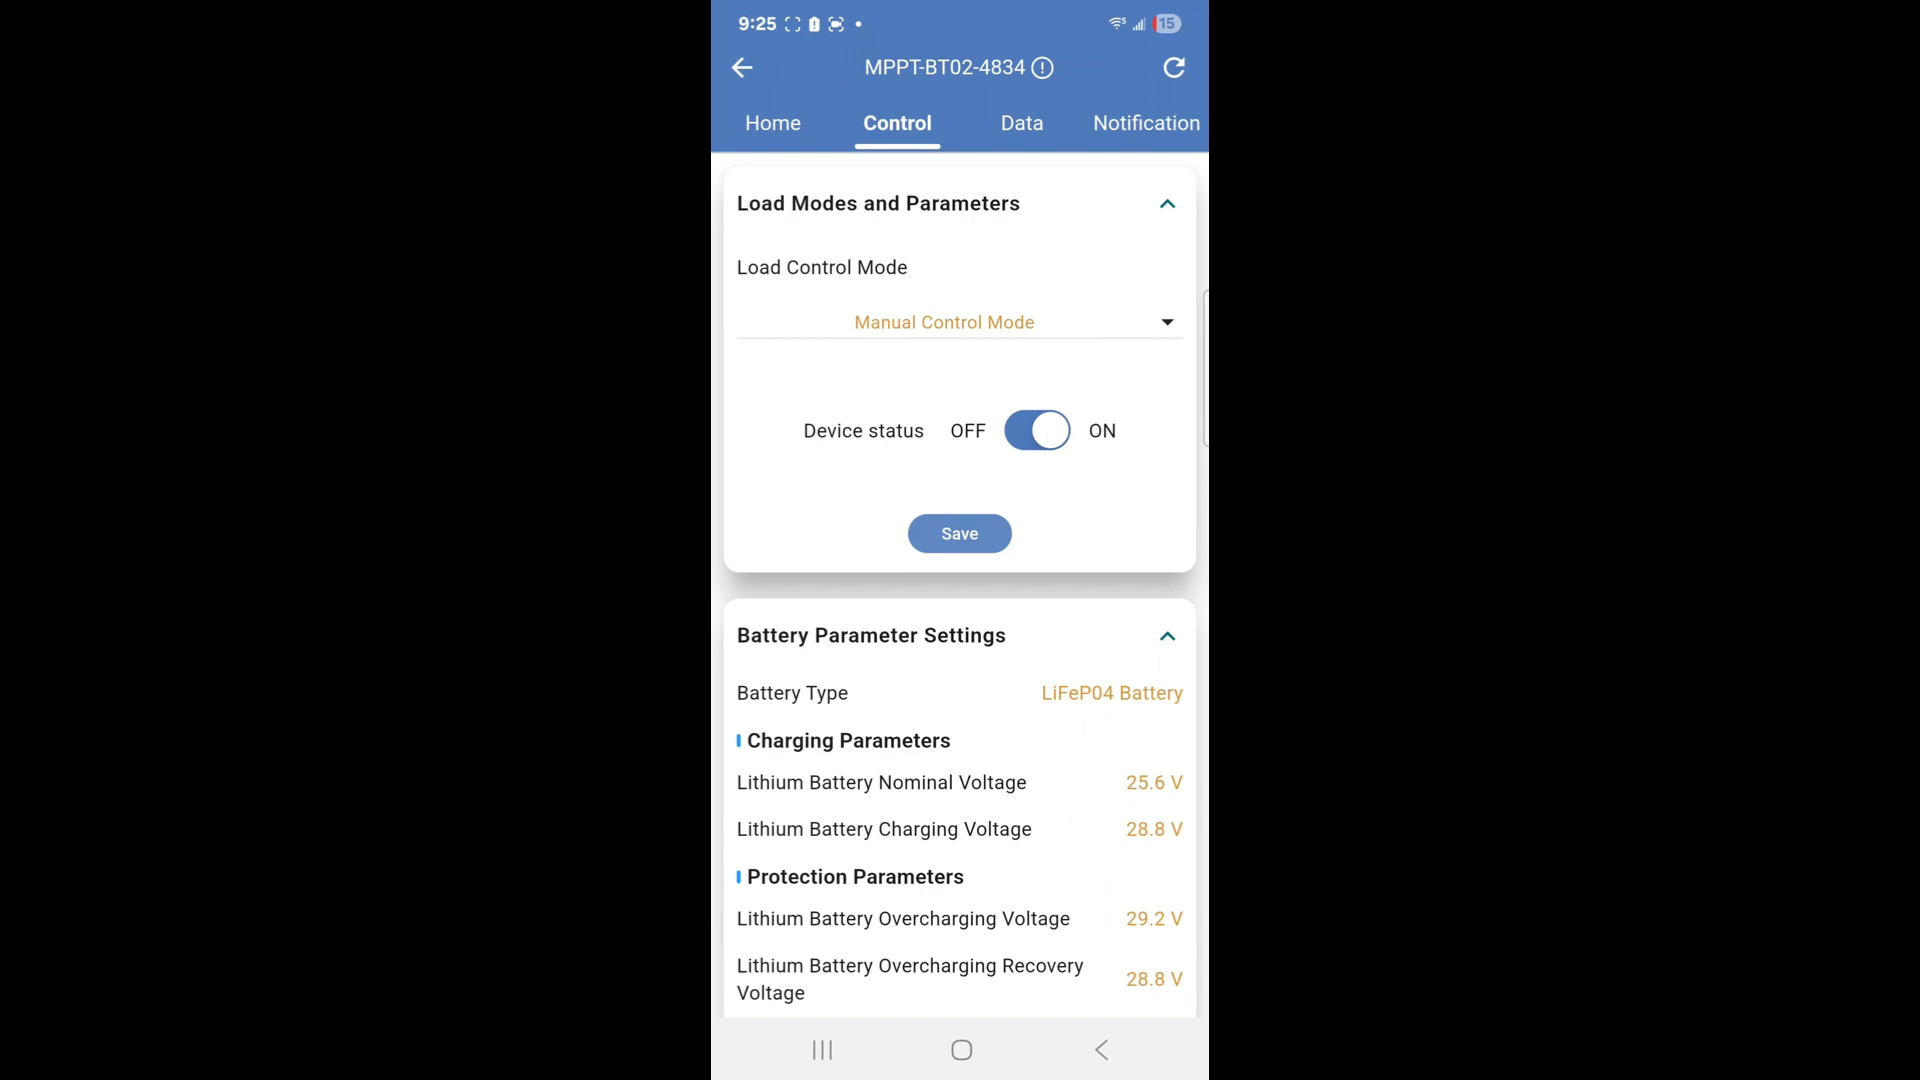 9:25
15
MPPT-BT02-4834
Home Control Data Notification
Load Modes and Parameters
Load Control Mode
Manual Control Mode
Device status OFF ON
Save
Battery Parameter Settings
Battery Type LiFeP04 Battery
Charging Parameters
Lithium Battery Nominal Voltage 25.6 V
Lithium Battery Charging Voltage 28.8 V
Protection Parameters
Lithium Battery Overcharging Voltage 29.2 V
Lithium Battery Overcharging Recovery
Voltage 28.8 V